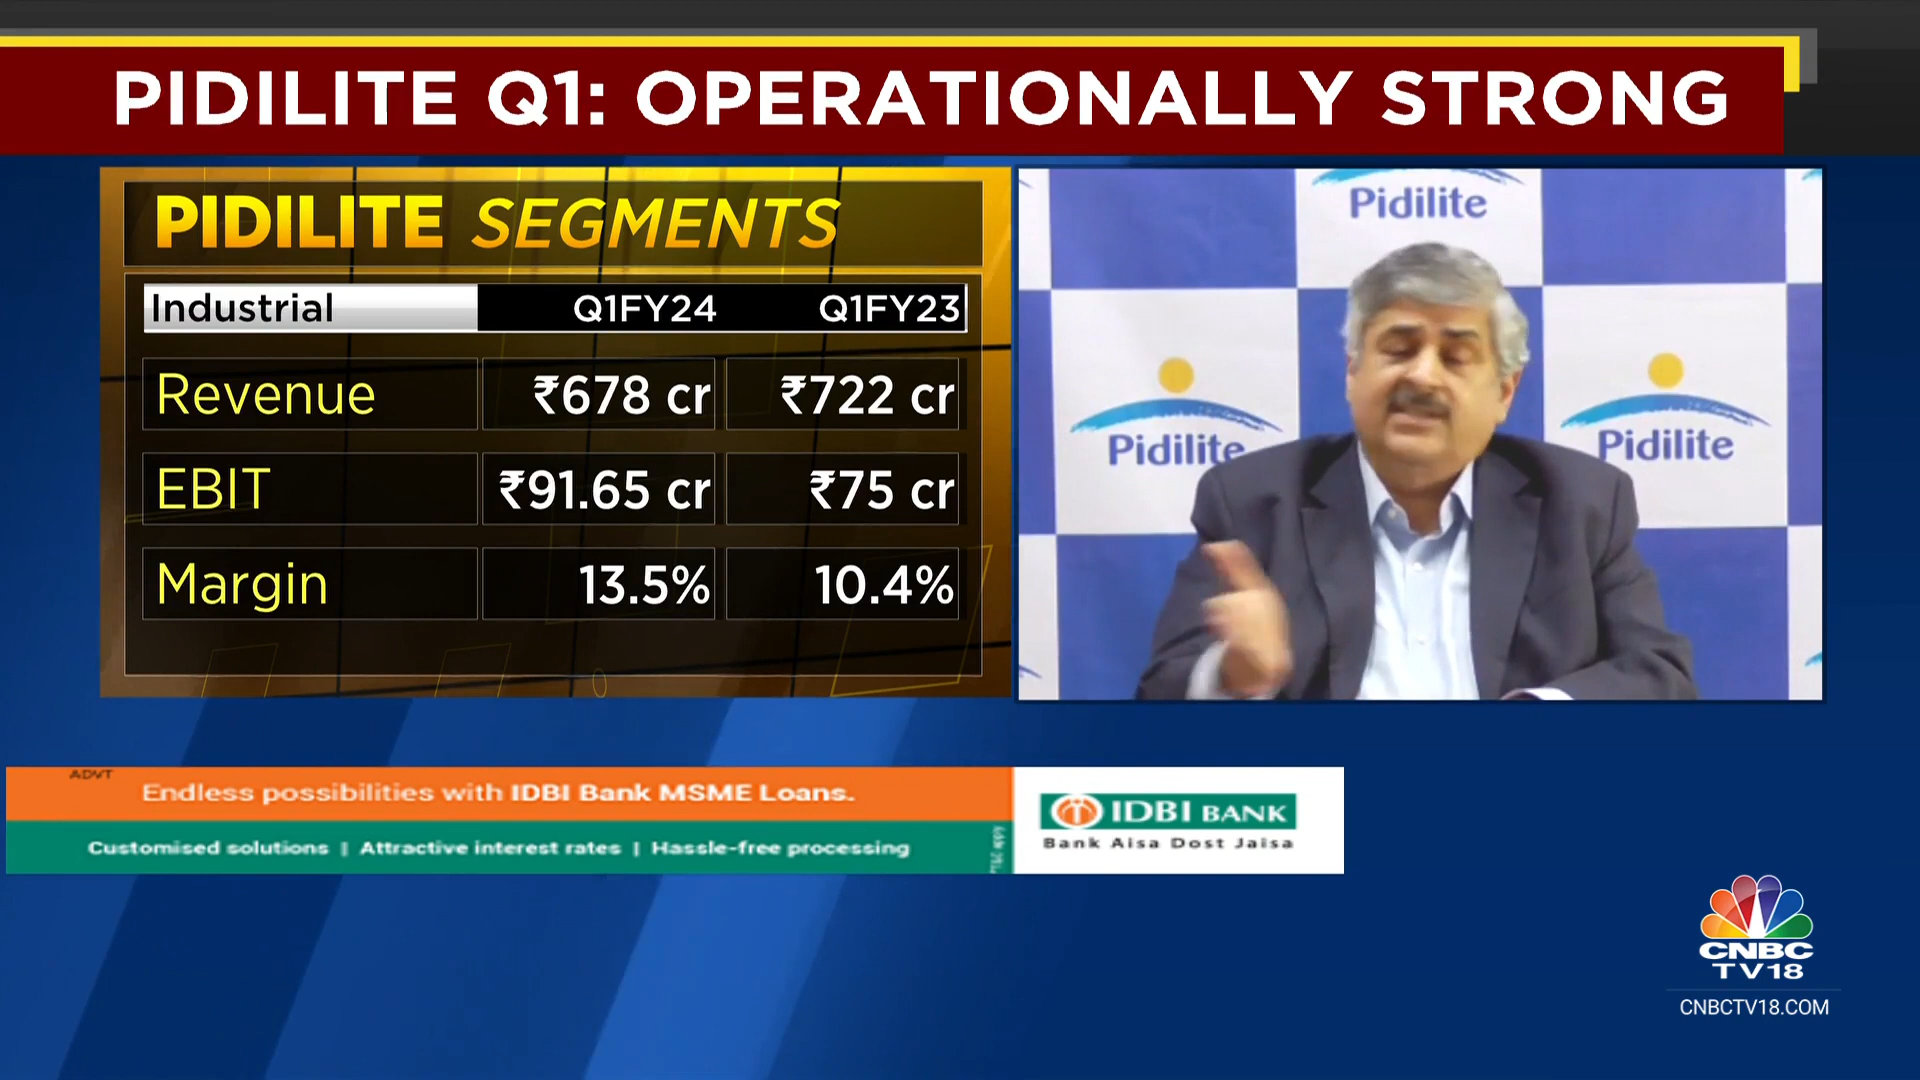 PIDILITE Q1: OPERATIONALLY STRONG
PIDILITE SEGMENTS
Industrial Q1FY24 Q1FY23
Revenue ₹678 cr ₹722 cr
EBIT ₹91.65 cr ₹75 cr
Margin 13.5% 10.4%
Pidilite
Pidilite
Pidilite
ADVT
Endless possibilities with IDBI Bank MSME Loans.
Customised solutions | Attractive interest rates | Hassle-free processing
IDBI BANK
Bank Aisa Dost Jaisa
CNBC
TV18
CNBCTV18.COM